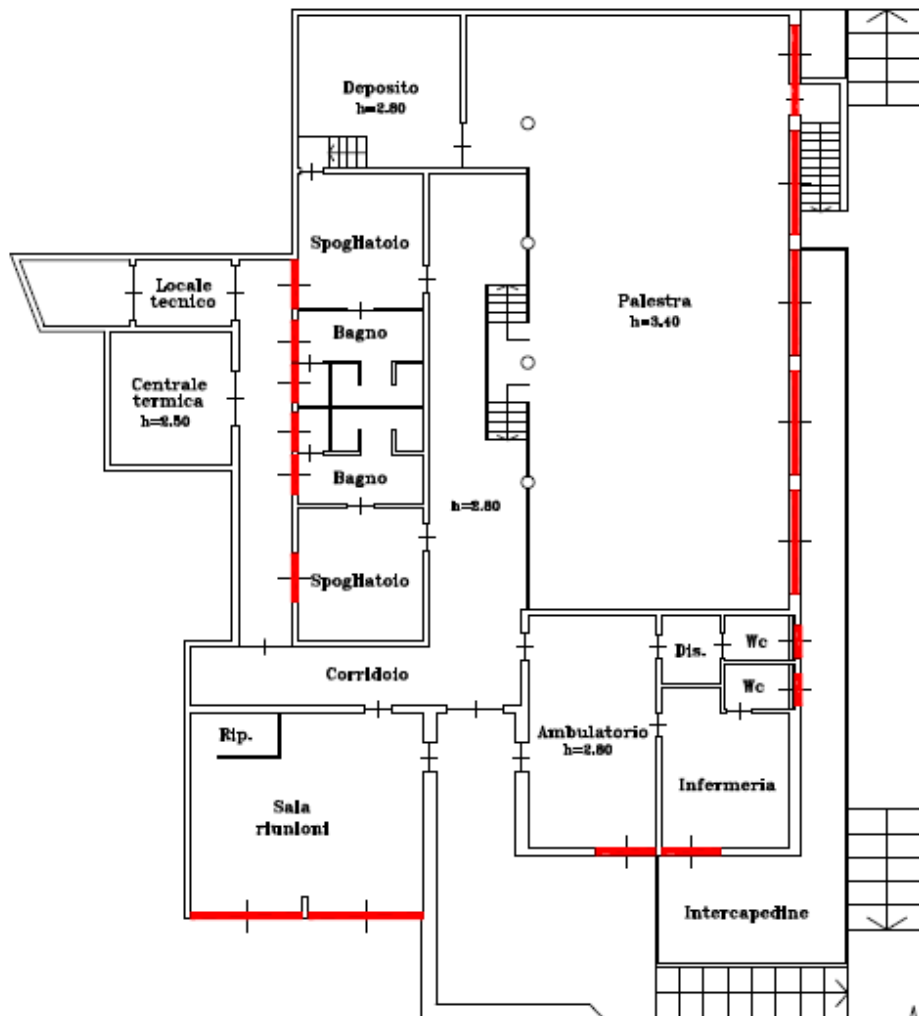 Deposito
h=2.80
Spogliatoio
Locale
tecnico
Palestra
h=3.40
Bagno
Centrale
termica
h=2.50
Bagno
h=2.80
Spogliatoio
Dis.
Wc
Corridoio
Wc
Rip.
Ambulatorio
h=2.80
Infermeria
Sala
riunioni
Intercapedine